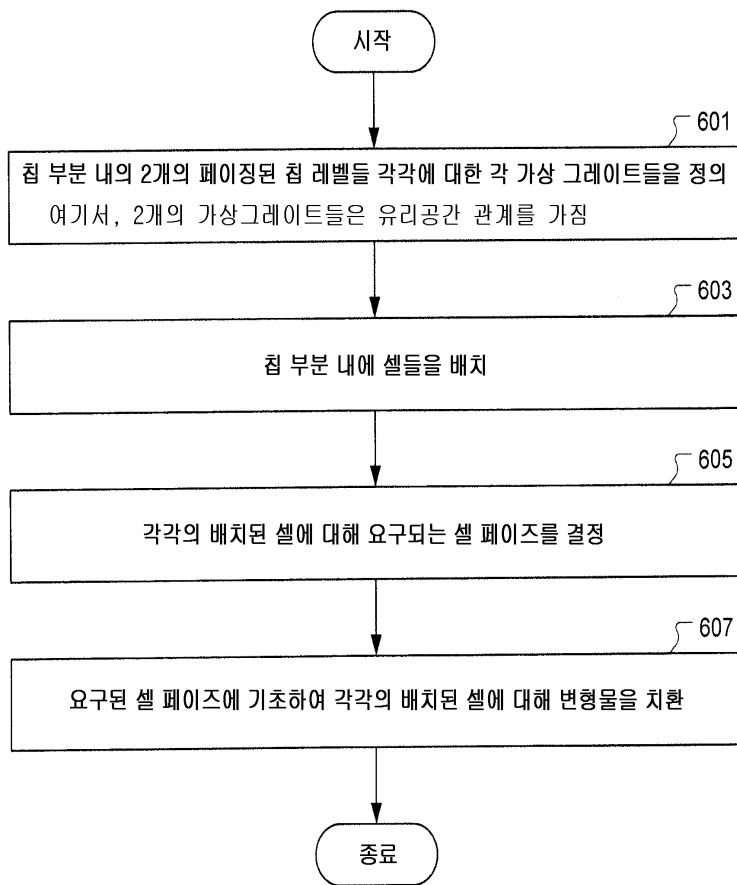 시작
601
칩 부분 내의 2개의 페이징된 칩 레벨들 각각에 대한 각 가상 그레이트들을 정의
여기서, 2개의 가상그레이트들은 유리공간 관계를 가짐
603
칩 부분 내에 셀들을 배치
605
각각의 배치된 셀에 대해 요구되는 셀 페이즈를 결정
607
요구된 셀 페이즈에 기초하여 각각의 배치된 셀에 대해 변형물을 치환
종료